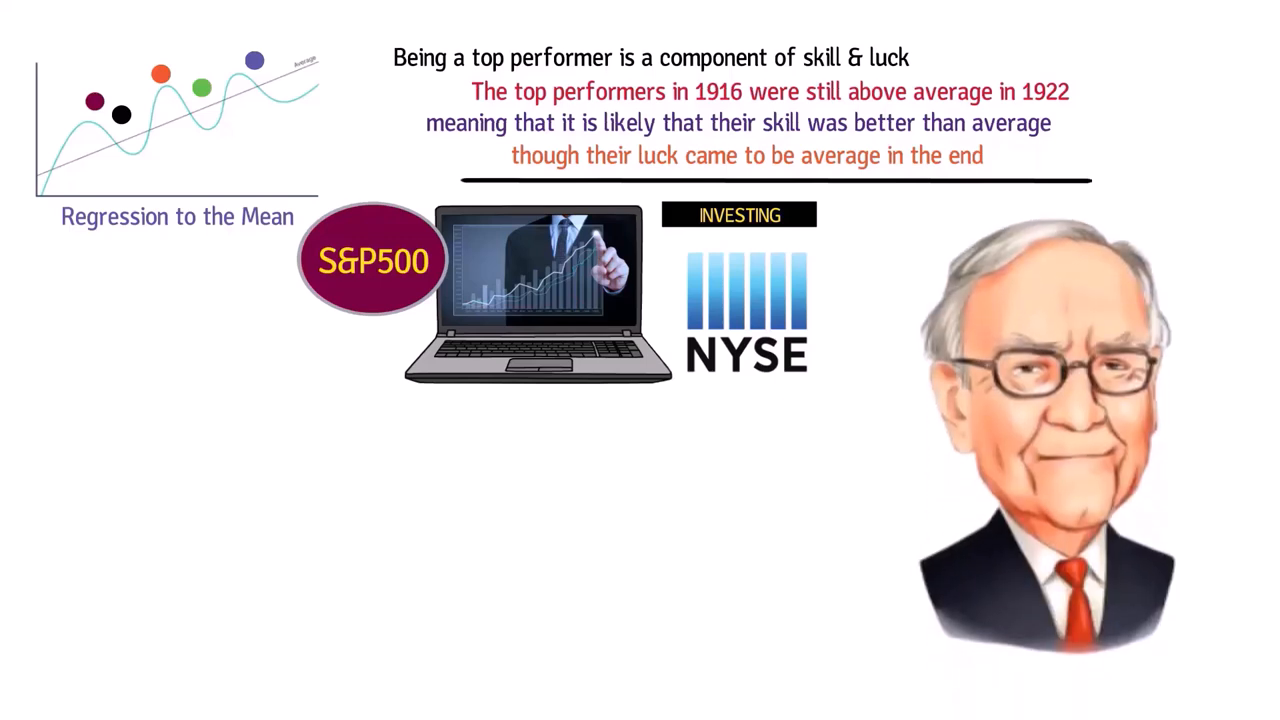 Being a top performer is a component of skill & luck
The top performers in 1916 were still above average in 1922
meaning that it is likely that their skill was better than average
though their luck came to be average in the end
Average
Regression to the Mean
S&P500
INVESTING
NYSE